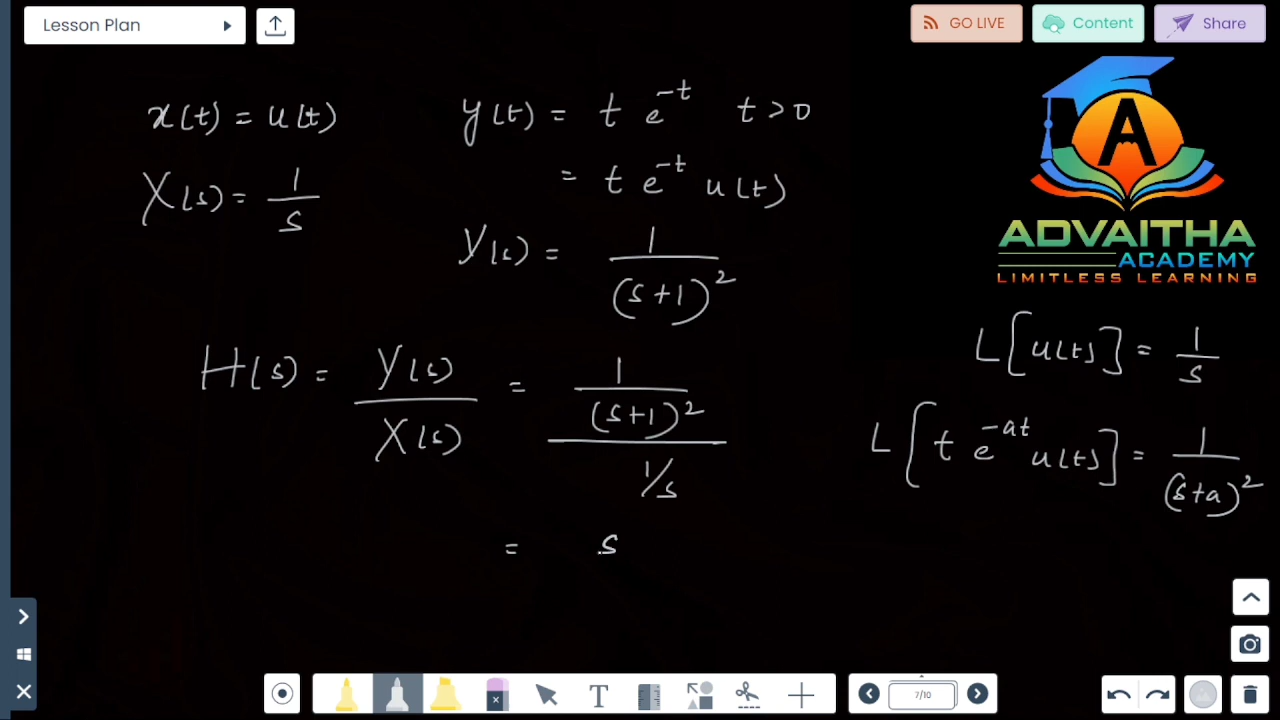 Lesson Plan
GO LIVE
Content
Share
x(t) = u(t)
y(t) = t e^{-t} t > 0
= t e^{-t} u(t)
X(s) = 1/s
Y(s) = 1/(s+1)^2
H(s) = Y(s)/X(s) = (1/(s+1)^2)/(1/s)
= s
A
ADVAITHA
ACADEMY
LIMITLESS LEARNING
L[u(t)] = 1/s
L[t e^{-at} u(t)] = 1/(s+a)^2
T
7/10